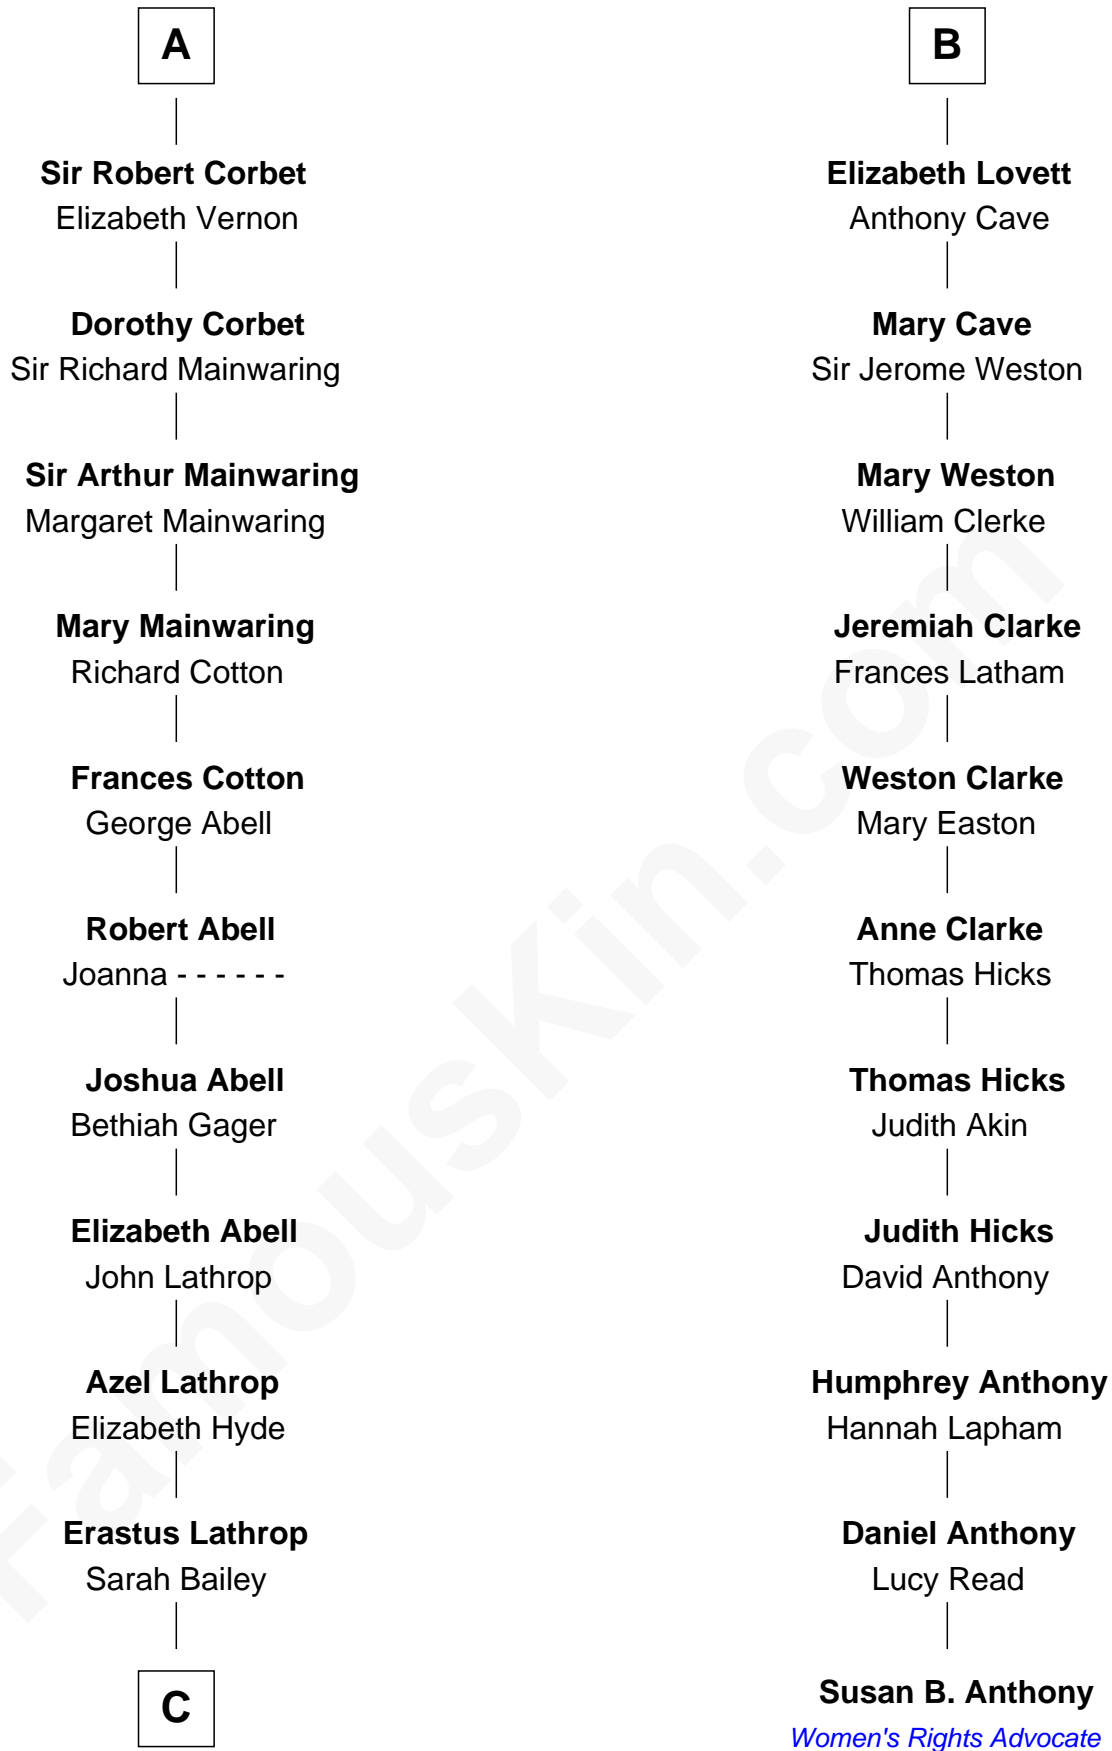 A
Sir Robert Corbet
Elizabeth Vernon
Dorothy Corbet
Sir Richard Mainwaring
Sir Arthur Mainwaring
Margaret Mainwaring
Mary Mainwaring
Richard Cotton
Frances Cotton
George Abell
Robert Abell
Joanna - - - - - -
Joshua Abell
Bethiah Gager
Elizabeth Abell
John Lathrop
Azel Lathrop
Elizabeth Hyde
Erastus Lathrop
Sarah Bailey
C
B
Elizabeth Lovett
Anthony Cave
Mary Cave
Sir Jerome Weston
Mary Weston
William Clerke
Jeremiah Clarke
Frances Latham
Weston Clarke
Mary Easton
Anne Clarke
Thomas Hicks
Thomas Hicks
Judith Akin
Judith Hicks
David Anthony
Humphrey Anthony
Hannah Lapham
Daniel Anthony
Lucy Read
Susan B. Anthony
Women's Rights Advocate
FamousKin.com